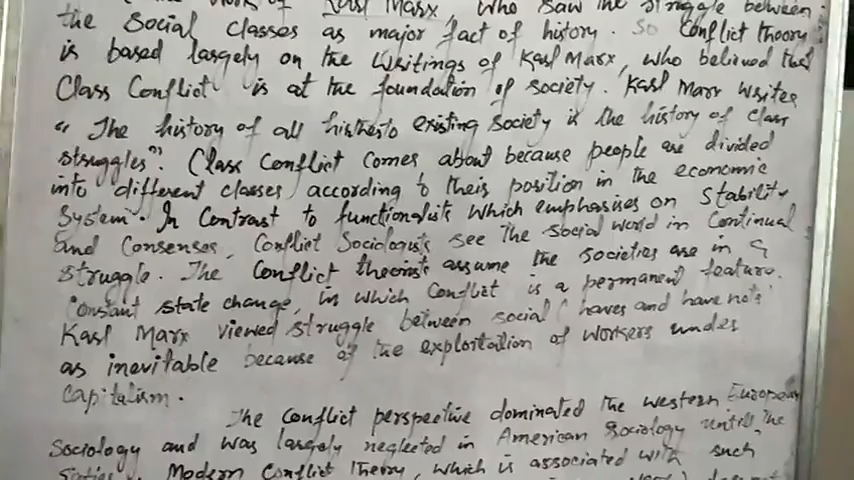 Karl Marx, who saw the struggle between
the Social Classes as major fact of history. So Conflict theory
is based largely on the writings of Karl Marx, who believed that
Class Conflict is at the foundation of society. Karl Marx writes
" The history of all hitherto existing society is the history of Class
struggles". Class Conflict comes about because people are divided
into different classes according to their position in the economic
System. In Contrast to functionalists which emphasises on Stability
and Consenses, Conflict Sociologists see the social world in Continual
struggle. The Conflict theorists assume the societies are in a
Constant state change, in which Conflict is a permanent feature.
Karl Marx viewed struggle between social (haves and have nots
as inevitable because of the exploitation of workers under
Capitalism.
The Conflict perspective dominated the western European
Sociology and was largely neglected in American Sociology untill the
Sixties. Modern Conflict Theory, which is associated with such